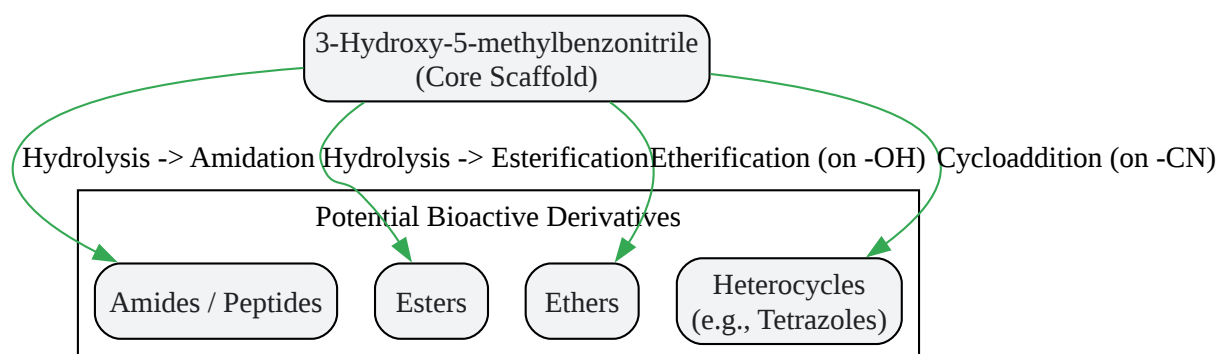 3-Hydroxy-5-methylbenzonitrile
(Core Scaffold)
Hydrolysis -> Amidation
Hydrolysis -> Esterification
Etherification (on -OH)
Cycloaddition (on -CN)
Potential Bioactive Derivatives
Amides / Peptides
Esters
Ethers
Heterocycles
(e.g., Tetrazoles)